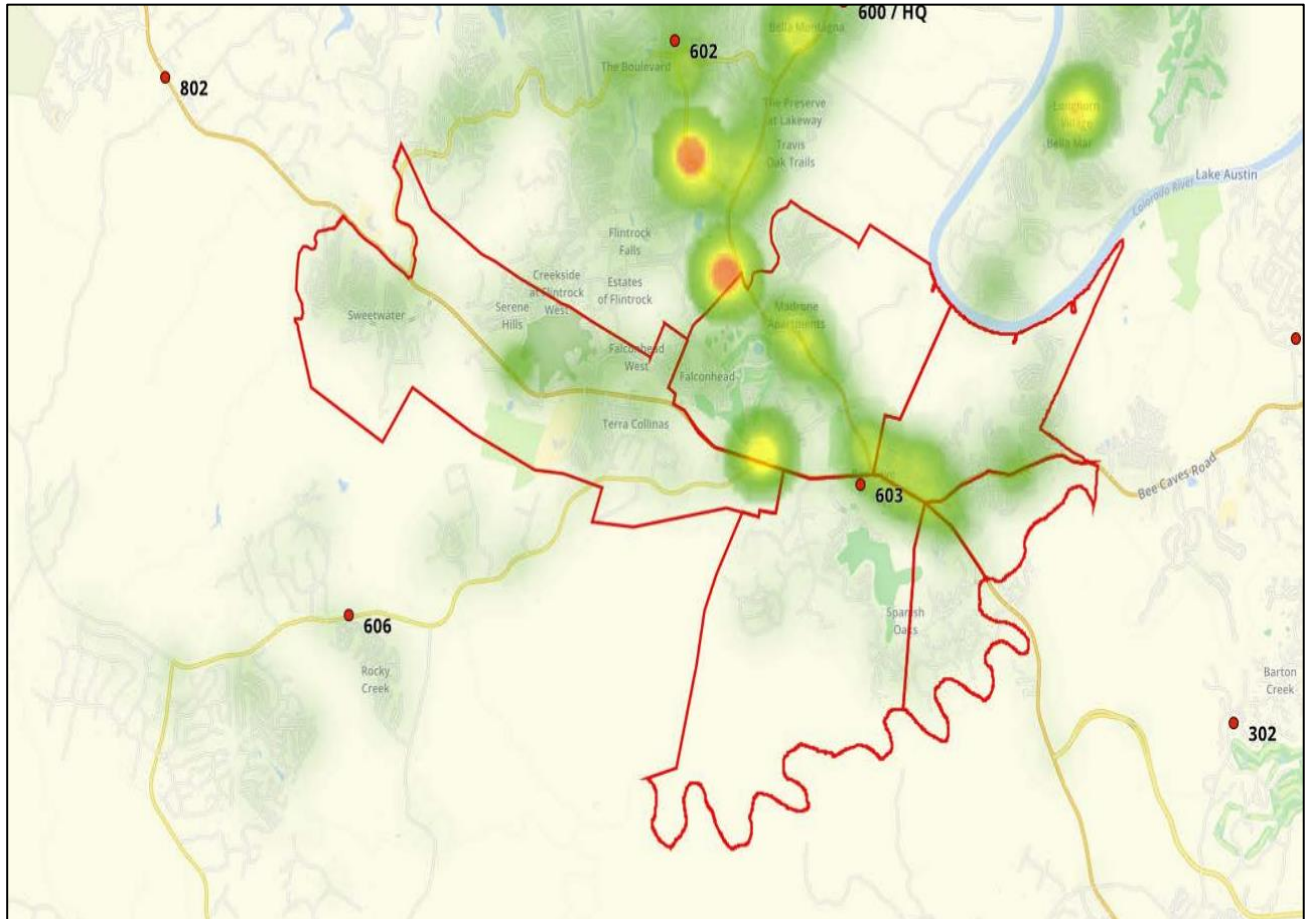 600 / HQ
Bella Montagna
602
The Boulevard
802
The Preserve
at Lakeway
Longhorn
Village
Bella Mar
Travis
Oak Trails
Lake Austin
Colorado River
Flintrock
Falls
Creekside
at Flintrock
West
Estates
of Flintrock
Serene
Hills
Sweetwater
Madrone
Apartments
Falconhead
West
Falconhead
Terra Collinas
Bee Caves Road
603
Spanish
Oaks
606
Rocky
Creek
Barton
Creek
302